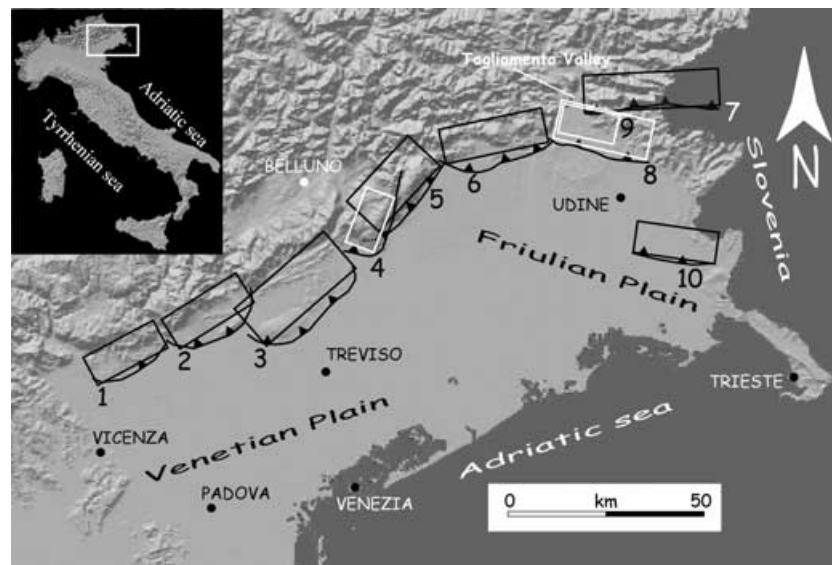 Adriatic sea
Tyrrhenian sea
Tagliamento Valley
7
9
BELLUNO
N
Slovenia
5
6
8
UDINE
4
Friulian Plain
10
2
3
TREVISO
1
TRIESTE
VICENZA
Venetian Plain
Adriatic sea
PADOVA
VENEZIA
0 km 50